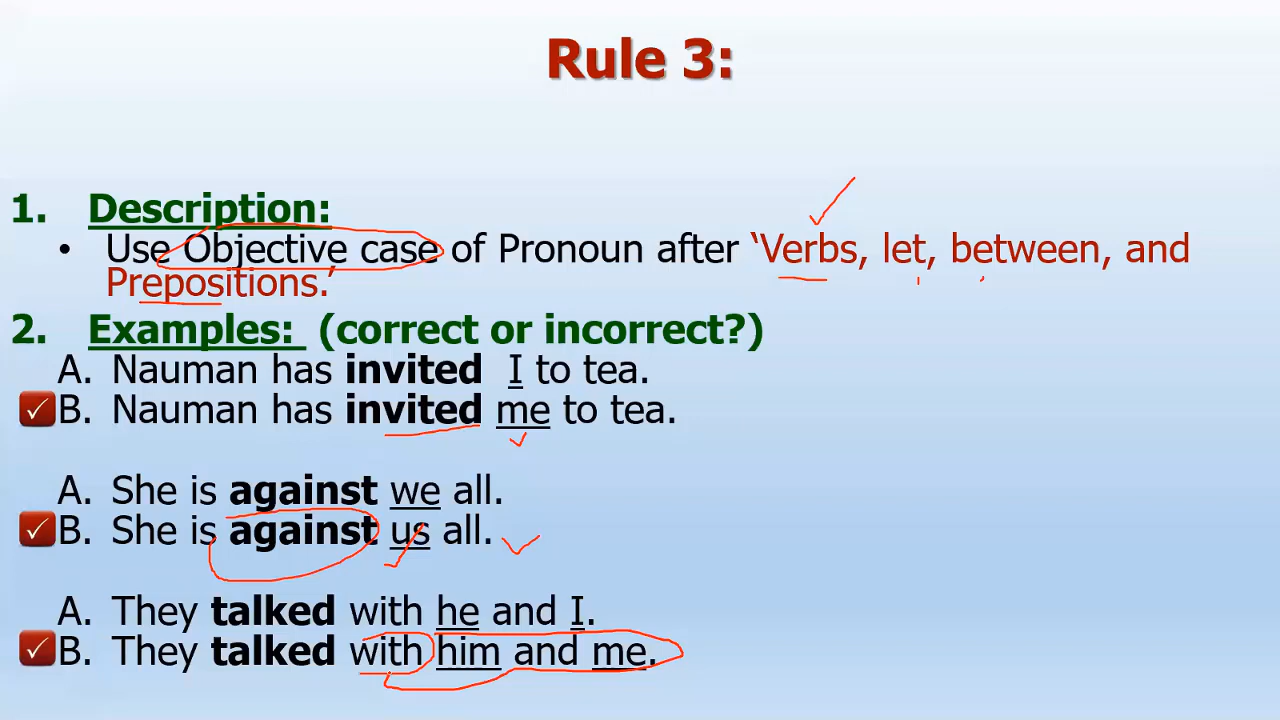 Rule 3:
1. Description:
• Use Objective case of Pronoun after ‘Verbs, let, between, and
Prepositions.’
2. Examples: (correct or incorrect?)
A. Nauman has invited I to tea.
B. Nauman has invited me to tea.
A. She is against we all.
B. She is against us all.
A. They talked with he and I.
B. They talked with him and me.